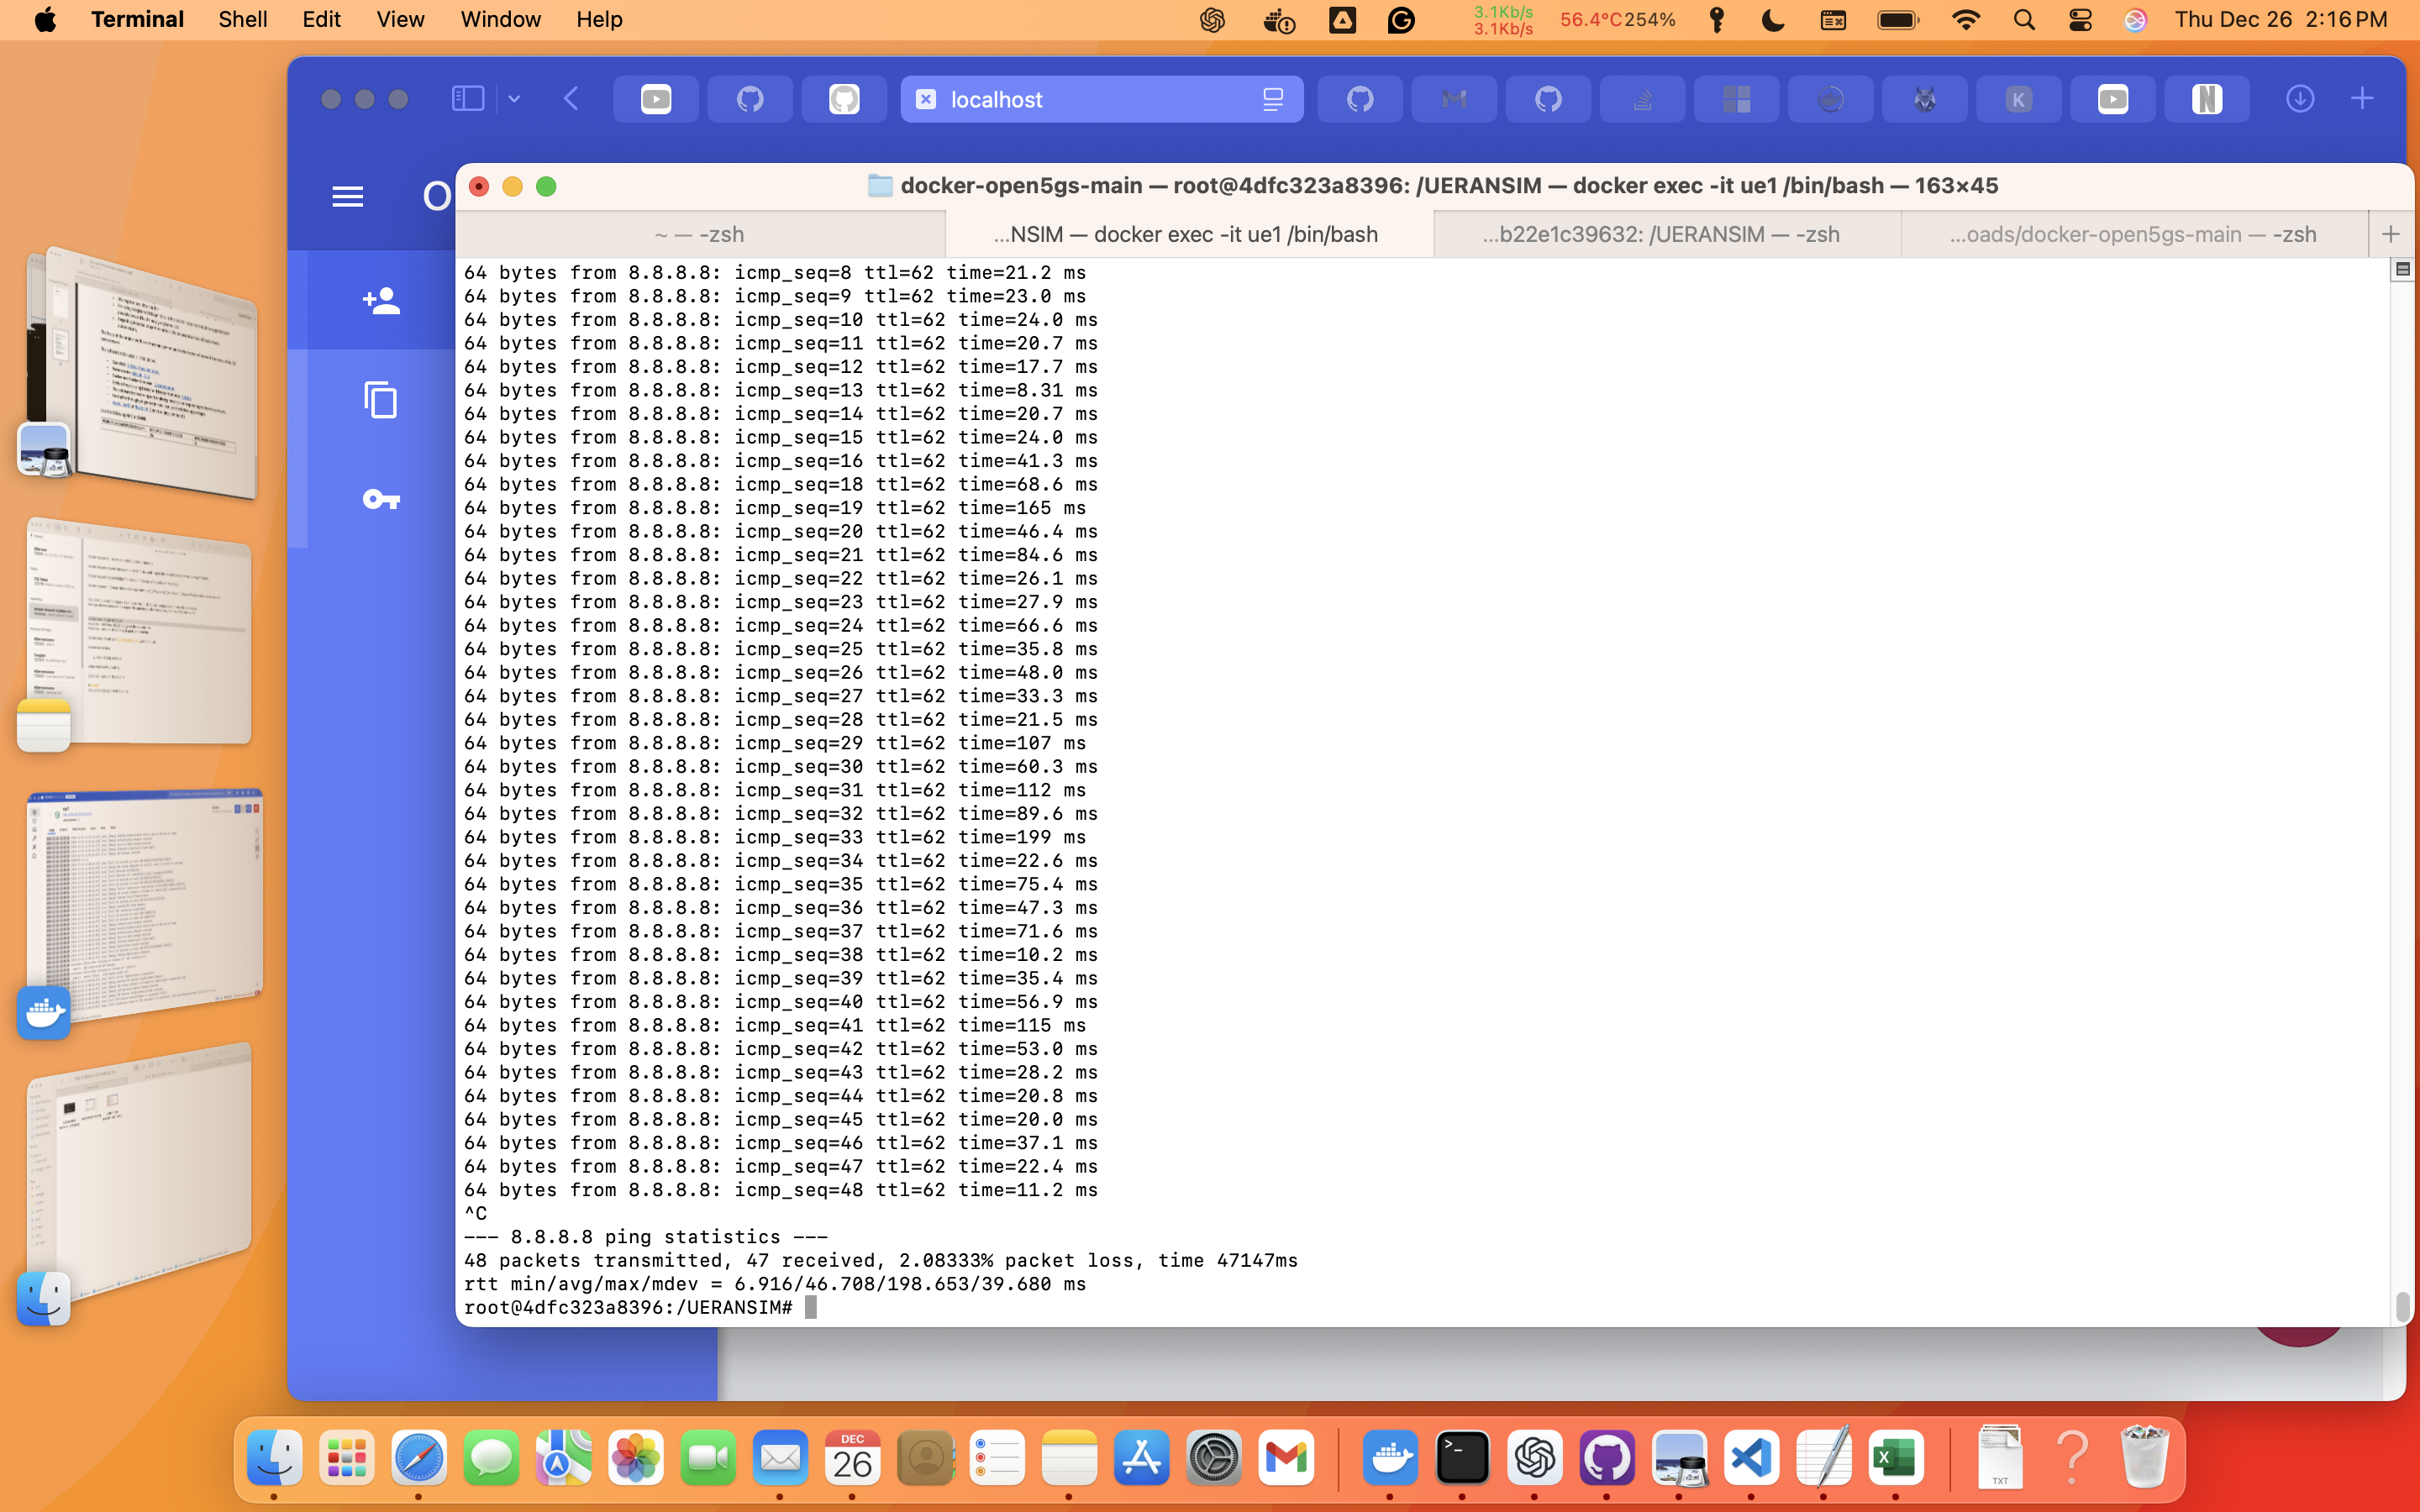 Terminal Shell Edit View Window Help
3.1Kb/s
3.1Kb/s
56.4°C 254%
Thu Dec 26 2:16 PM
localhost
K
N
O
docker-open5gs-main — root@4dfc323a8396: /UERANSIM — docker exec -it ue1 /bin/bash — 163×45
~ — -zsh
...NSIM — docker exec -it ue1 /bin/bash
...b22e1c39632: /UERANSIM — -zsh
...oads/docker-open5gs-main — -zsh
64 bytes from 8.8.8.8: icmp_seq=8 ttl=62 time=21.2 ms
64 bytes from 8.8.8.8: icmp_seq=9 ttl=62 time=23.0 ms
64 bytes from 8.8.8.8: icmp_seq=10 ttl=62 time=24.0 ms
64 bytes from 8.8.8.8: icmp_seq=11 ttl=62 time=20.7 ms
64 bytes from 8.8.8.8: icmp_seq=12 ttl=62 time=17.7 ms
64 bytes from 8.8.8.8: icmp_seq=13 ttl=62 time=8.31 ms
64 bytes from 8.8.8.8: icmp_seq=14 ttl=62 time=20.7 ms
64 bytes from 8.8.8.8: icmp_seq=15 ttl=62 time=24.0 ms
64 bytes from 8.8.8.8: icmp_seq=16 ttl=62 time=41.3 ms
64 bytes from 8.8.8.8: icmp_seq=18 ttl=62 time=68.6 ms
64 bytes from 8.8.8.8: icmp_seq=19 ttl=62 time=165 ms
64 bytes from 8.8.8.8: icmp_seq=20 ttl=62 time=46.4 ms
64 bytes from 8.8.8.8: icmp_seq=21 ttl=62 time=84.6 ms
64 bytes from 8.8.8.8: icmp_seq=22 ttl=62 time=26.1 ms
64 bytes from 8.8.8.8: icmp_seq=23 ttl=62 time=27.9 ms
64 bytes from 8.8.8.8: icmp_seq=24 ttl=62 time=66.6 ms
64 bytes from 8.8.8.8: icmp_seq=25 ttl=62 time=35.8 ms
64 bytes from 8.8.8.8: icmp_seq=26 ttl=62 time=48.0 ms
64 bytes from 8.8.8.8: icmp_seq=27 ttl=62 time=33.3 ms
64 bytes from 8.8.8.8: icmp_seq=28 ttl=62 time=21.5 ms
64 bytes from 8.8.8.8: icmp_seq=29 ttl=62 time=107 ms
64 bytes from 8.8.8.8: icmp_seq=30 ttl=62 time=60.3 ms
64 bytes from 8.8.8.8: icmp_seq=31 ttl=62 time=112 ms
64 bytes from 8.8.8.8: icmp_seq=32 ttl=62 time=89.6 ms
64 bytes from 8.8.8.8: icmp_seq=33 ttl=62 time=199 ms
64 bytes from 8.8.8.8: icmp_seq=34 ttl=62 time=22.6 ms
64 bytes from 8.8.8.8: icmp_seq=35 ttl=62 time=75.4 ms
64 bytes from 8.8.8.8: icmp_seq=36 ttl=62 time=47.3 ms
64 bytes from 8.8.8.8: icmp_seq=37 ttl=62 time=71.6 ms
64 bytes from 8.8.8.8: icmp_seq=38 ttl=62 time=10.2 ms
64 bytes from 8.8.8.8: icmp_seq=39 ttl=62 time=35.4 ms
64 bytes from 8.8.8.8: icmp_seq=40 ttl=62 time=56.9 ms
64 bytes from 8.8.8.8: icmp_seq=41 ttl=62 time=115 ms
64 bytes from 8.8.8.8: icmp_seq=42 ttl=62 time=53.0 ms
64 bytes from 8.8.8.8: icmp_seq=43 ttl=62 time=28.2 ms
64 bytes from 8.8.8.8: icmp_seq=44 ttl=62 time=20.8 ms
64 bytes from 8.8.8.8: icmp_seq=45 ttl=62 time=20.0 ms
64 bytes from 8.8.8.8: icmp_seq=46 ttl=62 time=37.1 ms
64 bytes from 8.8.8.8: icmp_seq=47 ttl=62 time=22.4 ms
64 bytes from 8.8.8.8: icmp_seq=48 ttl=62 time=11.2 ms
^C
--- 8.8.8.8 ping statistics ---
48 packets transmitted, 47 received, 2.08333% packet loss, time 47147ms
rtt min/avg/max/mdev = 6.916/46.708/198.653/39.680 ms
root@4dfc323a8396:/UERANSIM#
DEC
26
TXT